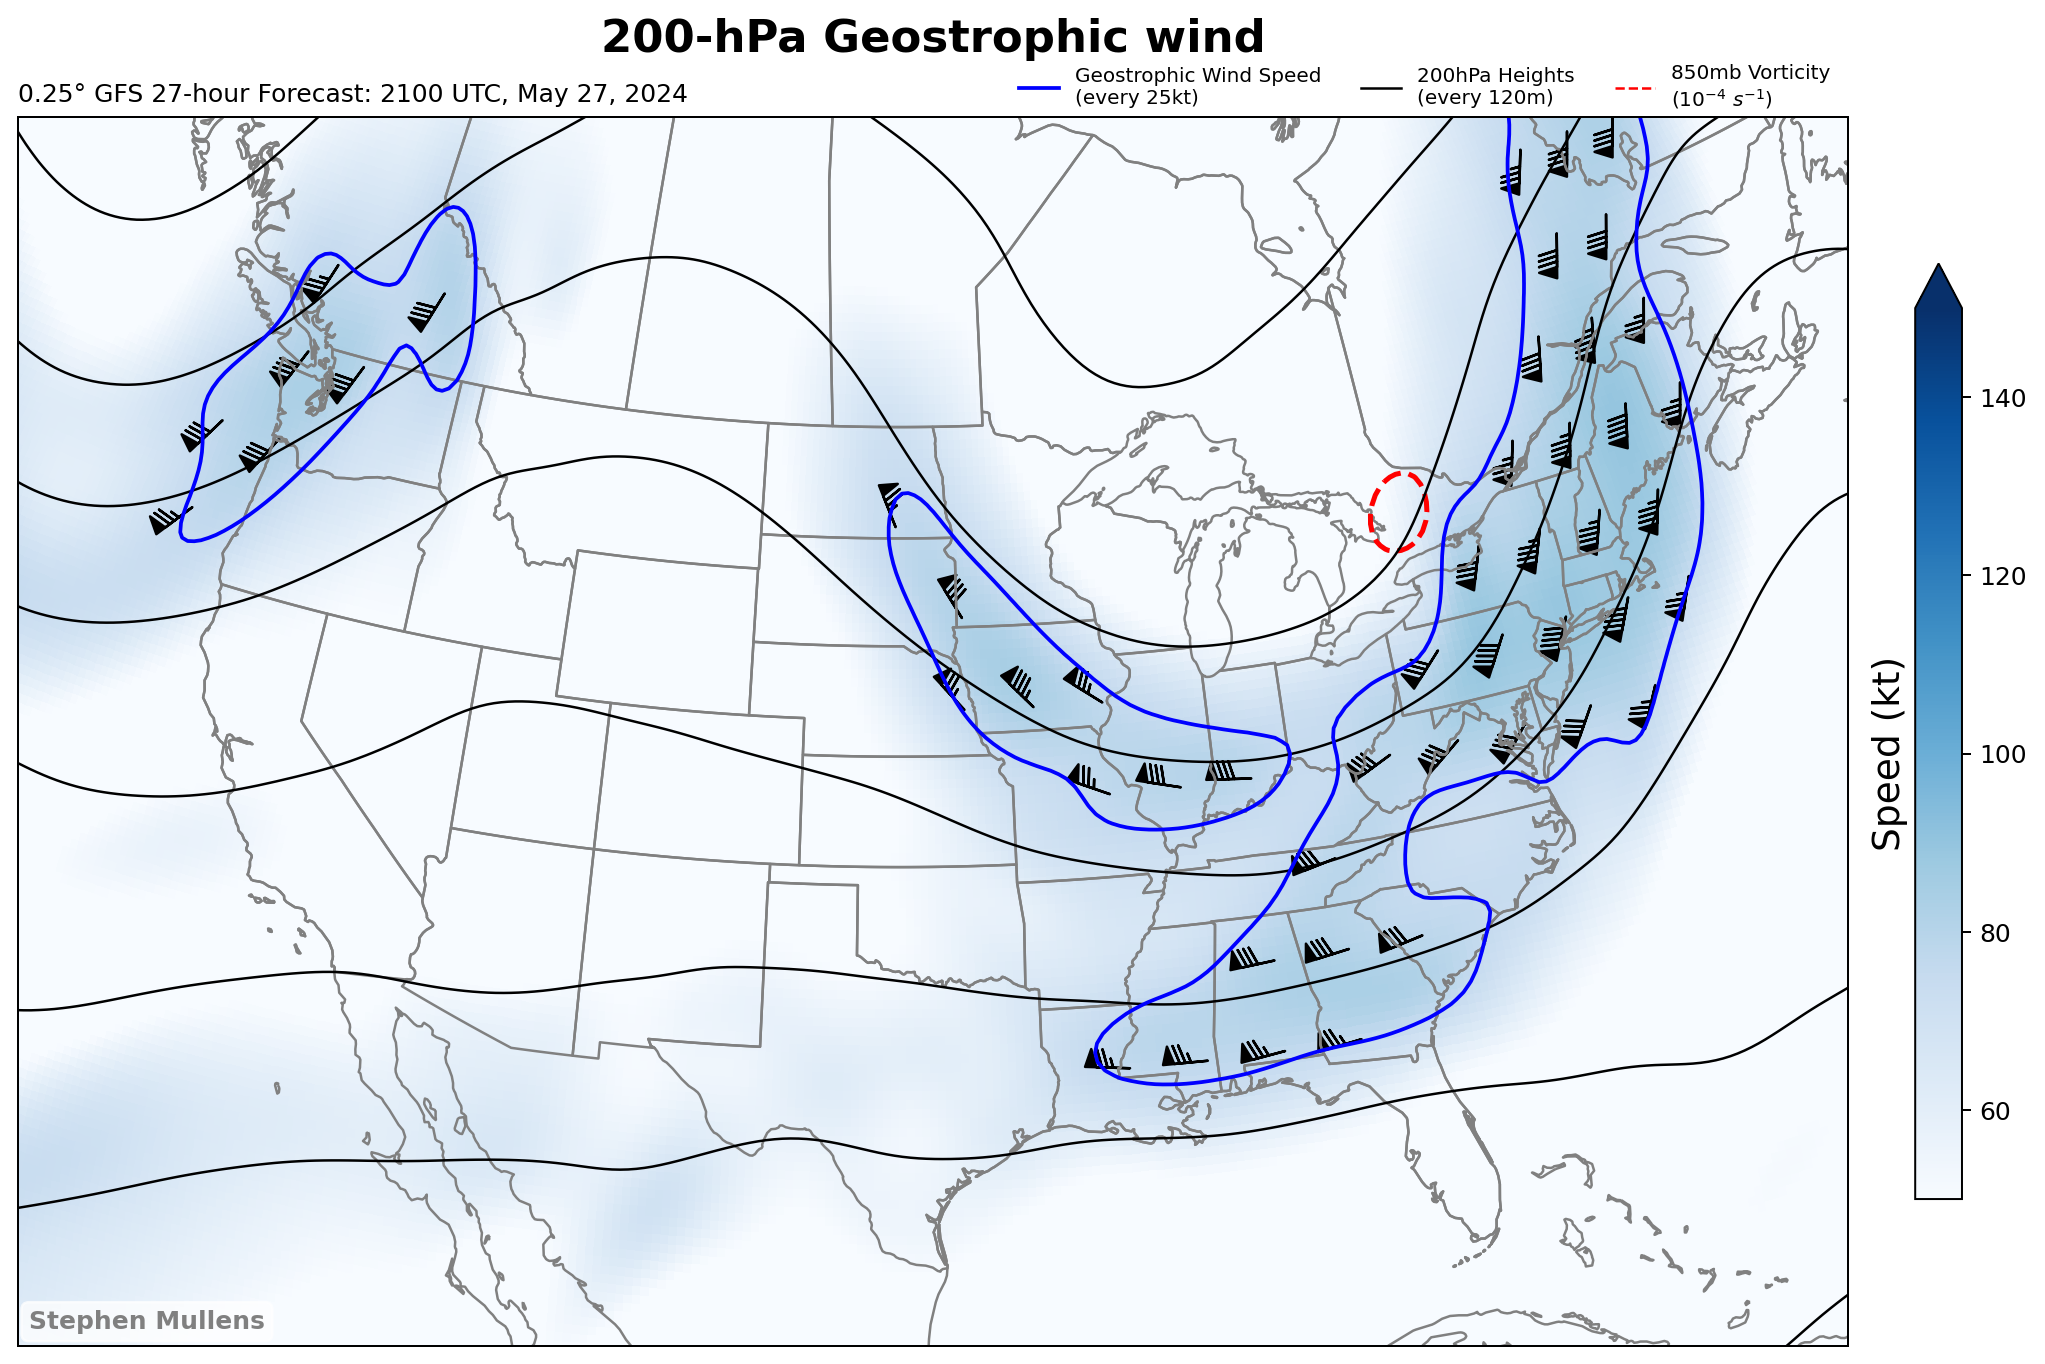 200-hPa Geostrophic wind
0.25° GFS 27-hour Forecast: 2100 UTC, May 27, 2024
Geostrophic Wind Speed
(every 25kt)
200hPa Heights
(every 120m)
850mb Vorticity
(10⁻⁴ s⁻¹)
140
120
100
80
60
Speed (kt)
Stephen Mullens